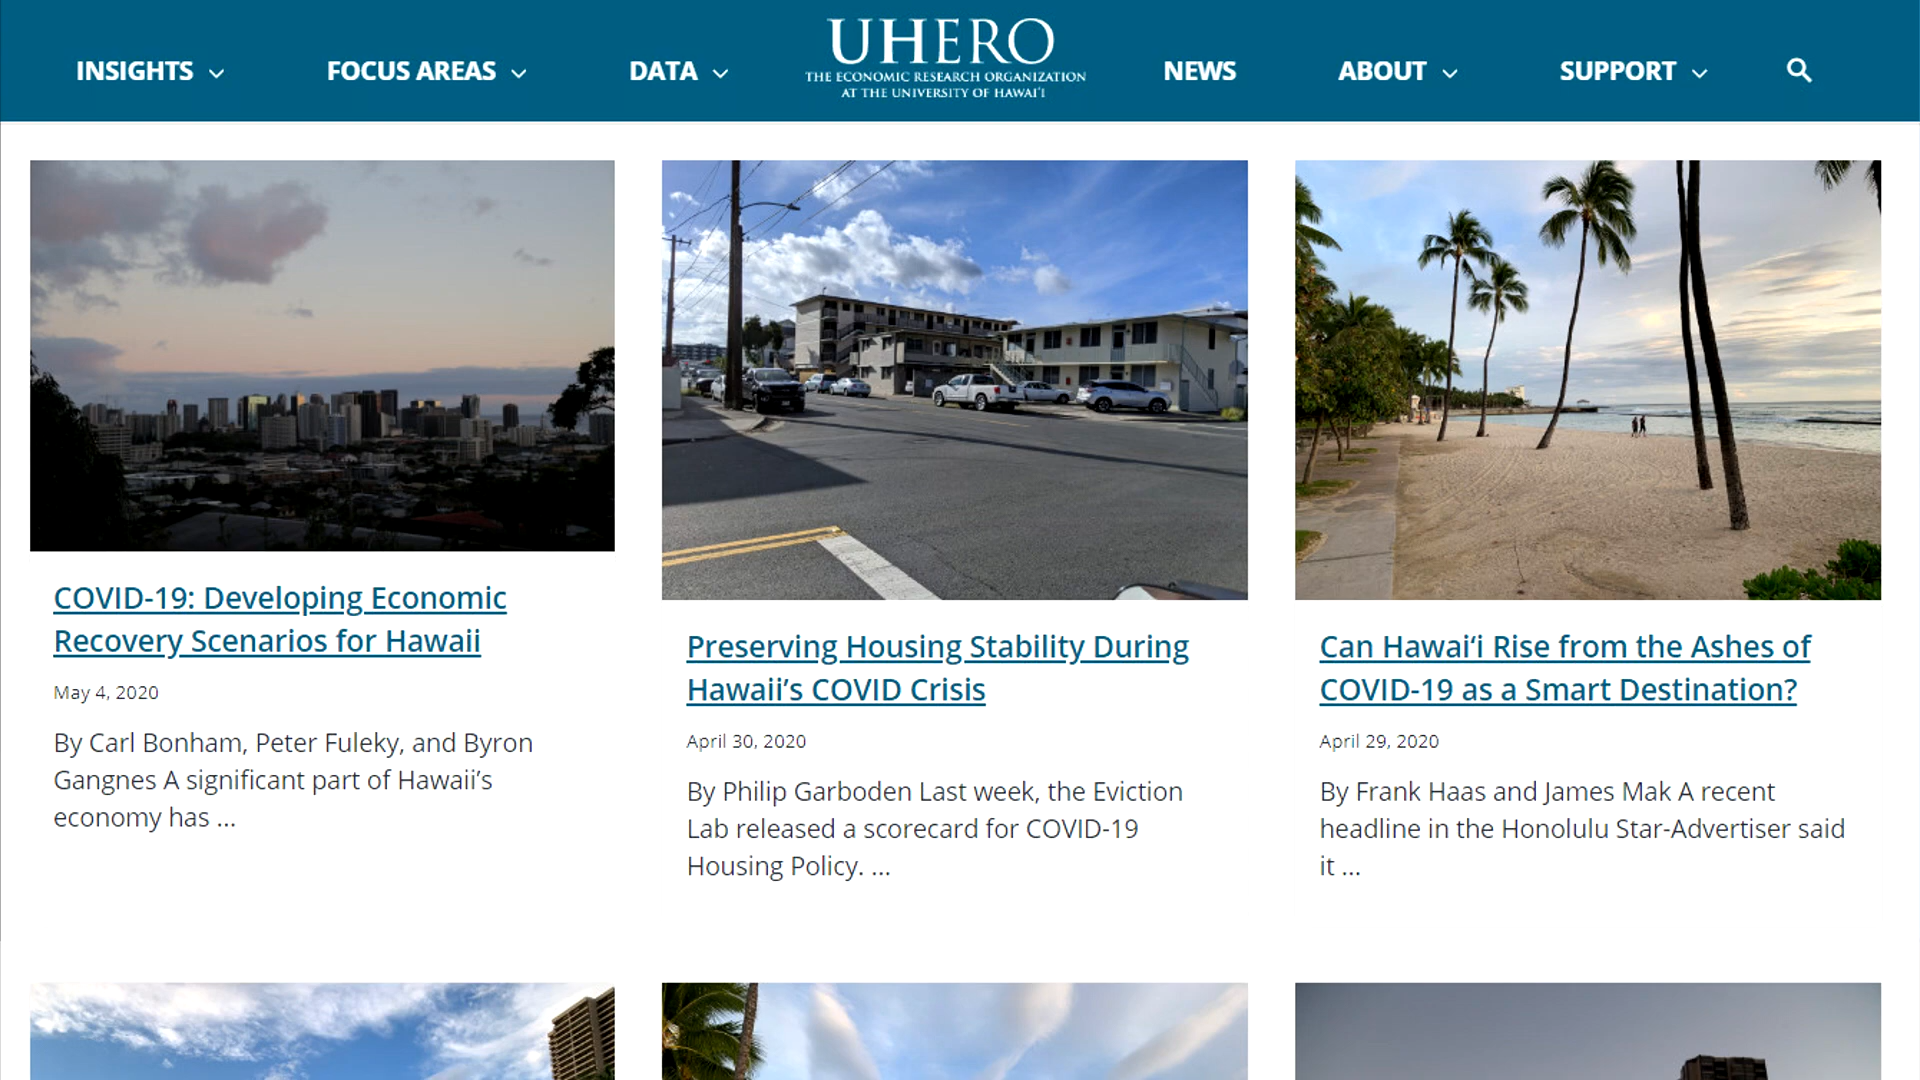 INSIGHTS
FOCUS AREAS
DATA
UHERO
THE ECONOMIC RESEARCH ORGANIZATION
AT THE UNIVERSITY OF HAWAI‘I
NEWS
ABOUT
SUPPORT
COVID-19: Developing Economic
Recovery Scenarios for Hawaii
May 4, 2020
By Carl Bonham, Peter Fuleky, and Byron
Gangnes A significant part of Hawaii’s
economy has ...
Preserving Housing Stability During
Hawaii’s COVID Crisis
April 30, 2020
By Philip Garboden Last week, the Eviction
Lab released a scorecard for COVID-19
Housing Policy. ...
Can Hawai‘i Rise from the Ashes of
COVID-19 as a Smart Destination?
April 29, 2020
By Frank Haas and James Mak A recent
headline in the Honolulu Star-Advertiser said
it ...